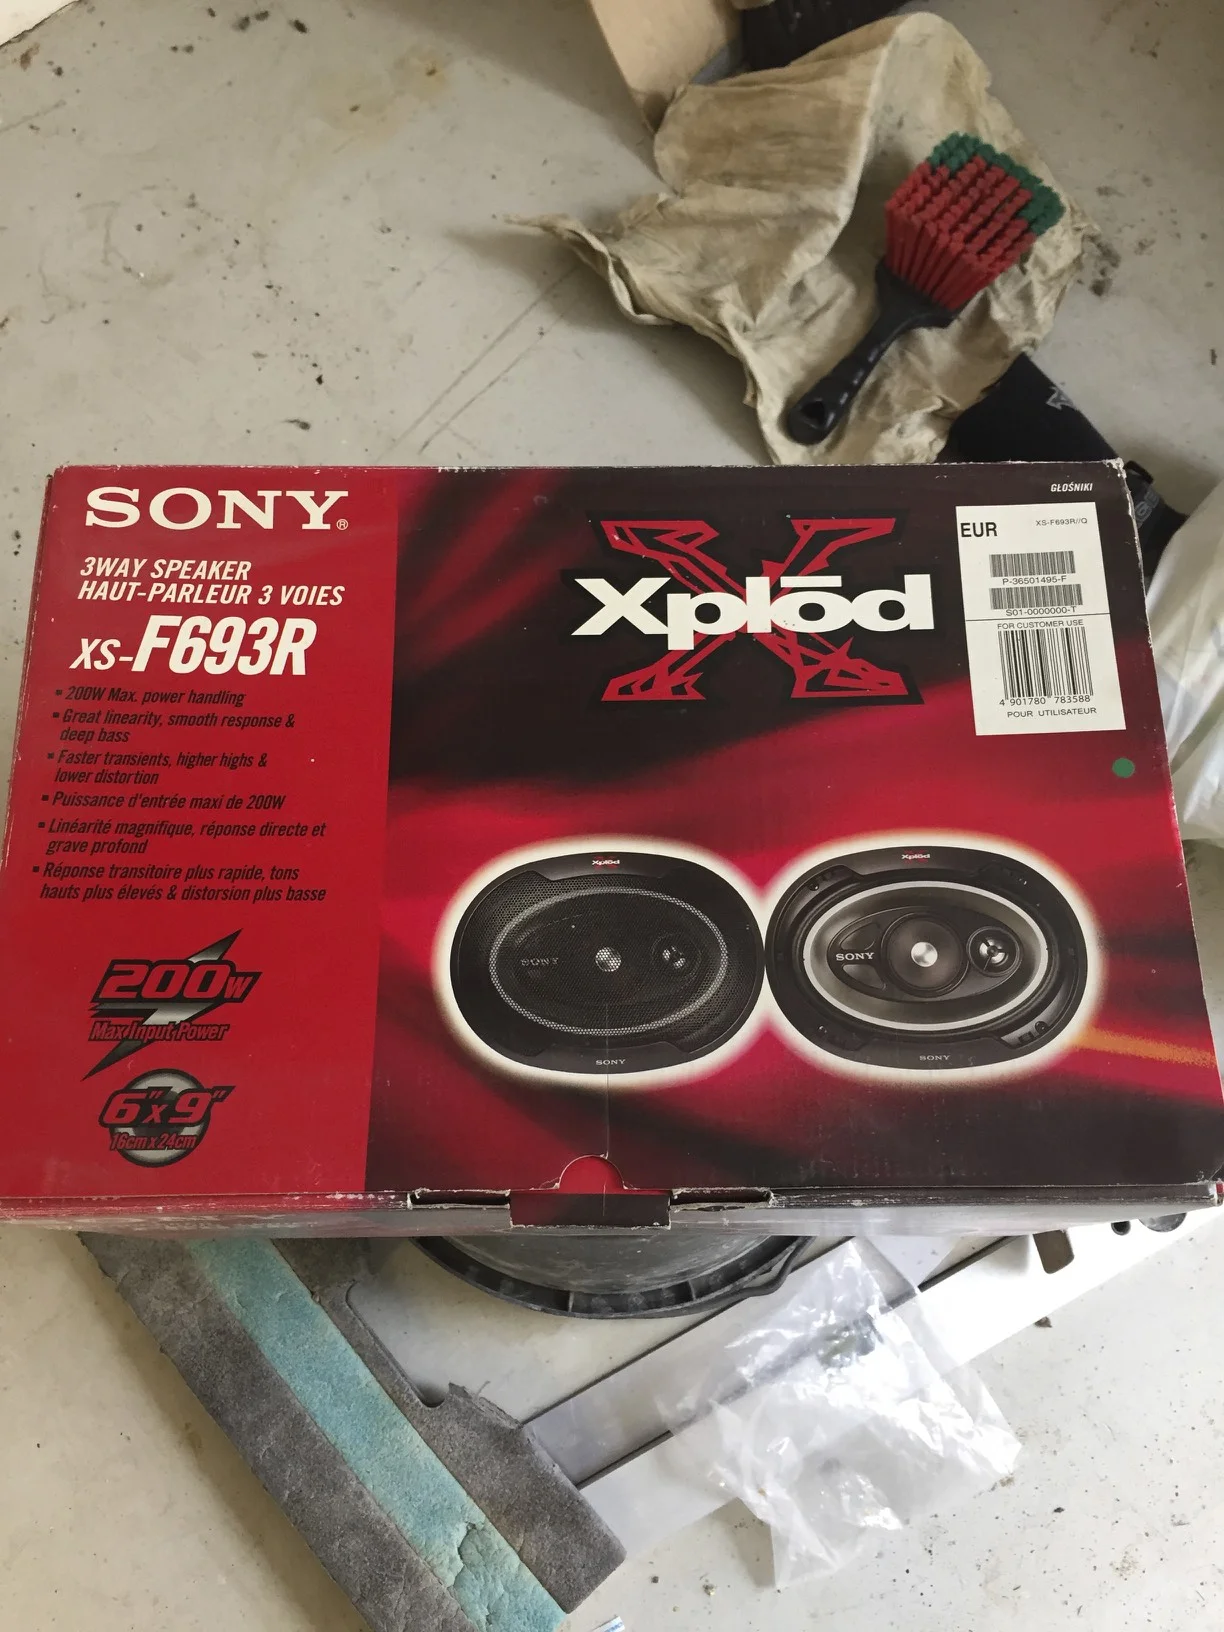 SONY®
3WAY SPEAKER
HAUT-PARLEUR 3 VOIES
XS-F693R
▪ 200W Max. power handling
▪ Great linearity, smooth response &
deep bass
▪ Faster transients, higher highs &
lower distortion
▪ Puissance d'entrée maxi de 200W
▪ Linéarité magnifique, réponse directe et
grave profond
▪ Réponse transitoire plus rapide, tons
hauts plus élevés & distorsion plus basse
200W
Max Input Power
6"x9"
16cm x 24cm
X
Xplōd
GŁOŚNIKI
EUR
XS-F693R//Q
P-36501495-F
S01-0000000-T
FOR CUSTOMER USE
4 901780 783588
POUR UTILISATEUR
Xplōd
SONY
SONY
Xplōd
SONY
SONY